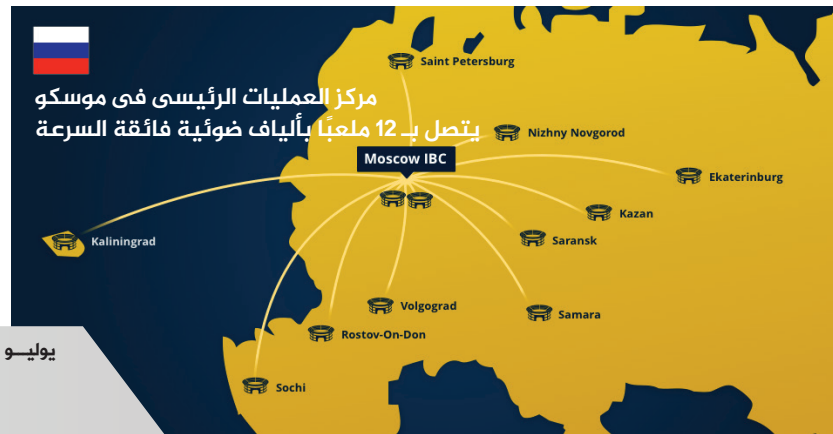 Saint Petersburg
مركز العمليات الرئيسى فى موسكو
يتصل بـ 12 ملعبًا بألياف ضوئية فائقة السرعة
Nizhny Novgorod
Moscow IBC
Ekaterinburg
Kazan
Kaliningrad
Saransk
Volgograd
Samara
Rostov-On-Don
يوليــو
Sochi